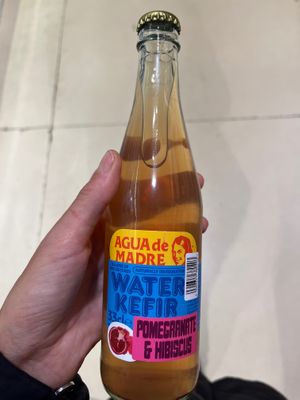 AGUA de
MADRE
WATER
KEFIR
33cl e
POMEGRANATE
& HIBISCUS